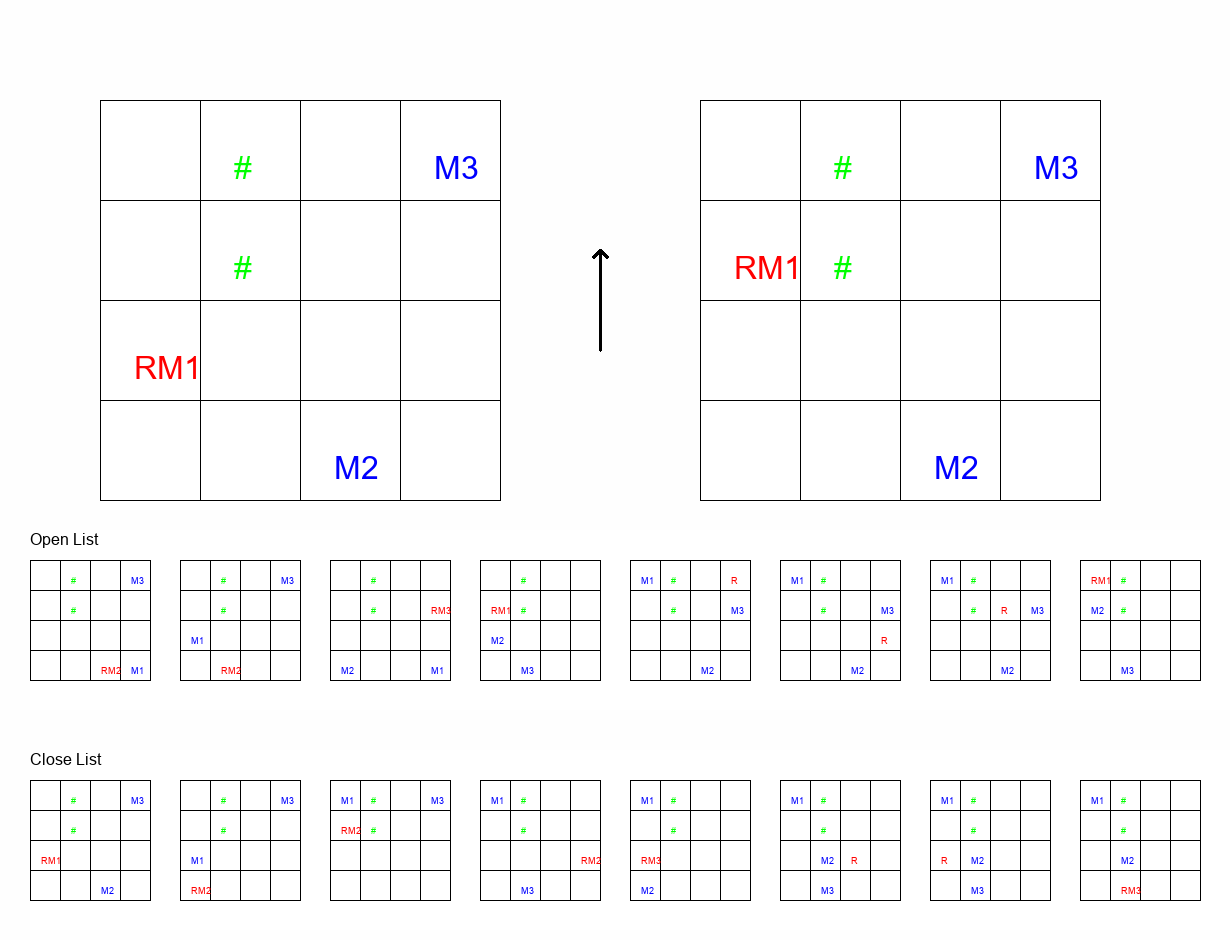 # M3 # M3
# RM1 #
RM1
M2 M2
Open List
# M3 # M3 # # M1 # R M1 # M1 # RM1 #
# # # RM3 RM1 # # M3 # M3 # R M3 M2 #
M1 M2 R
RM2 M1 RM2 M2 M1 M3 M2 M2 M2 M3
Close List
# M3 # M3 M1 # M3 M1 # M1 # M1 # M1 # M1 #
# # RM2 # # # # # #
RM1 M1 RM2 RM3 M2 R R M2 M2
M2 RM2 M3 M2 M3 M3 RM3